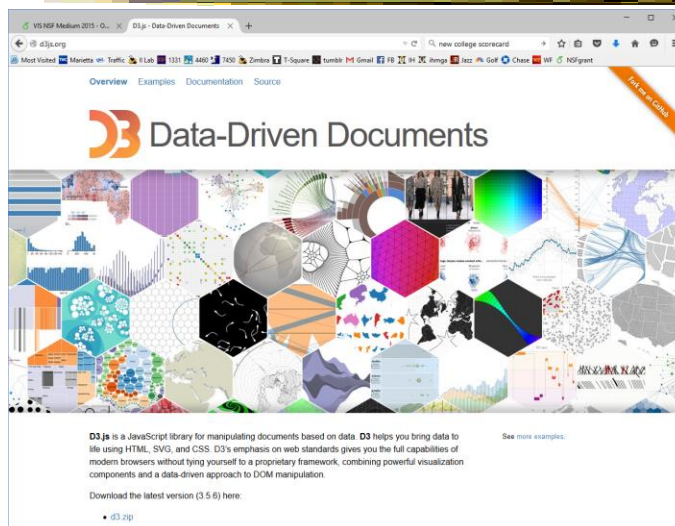 VIS NSF Medium 2015 - O...
D3.js - Data-Driven Documents
d3js.org
new college scorecard
Most Visited Marietta Traffic II Lab 1331 4460 7450 Zimbra T-Square tumblr Gmail FB IH ihmga Jazz Golf Chase WF NSFgrant
Overview Examples Documentation Source
Fork me on GitHub
D3 Data-Driven Documents
D3.js is a JavaScript library for manipulating documents based on data. D3 helps you bring data to
life using HTML, SVG, and CSS. D3's emphasis on web standards gives you the full capabilities of
modern browsers without tying yourself to a proprietary framework, combining powerful visualization
components and a data-driven approach to DOM manipulation.
See more examples.
Download the latest version (3.5.6) here:
• d3.zip